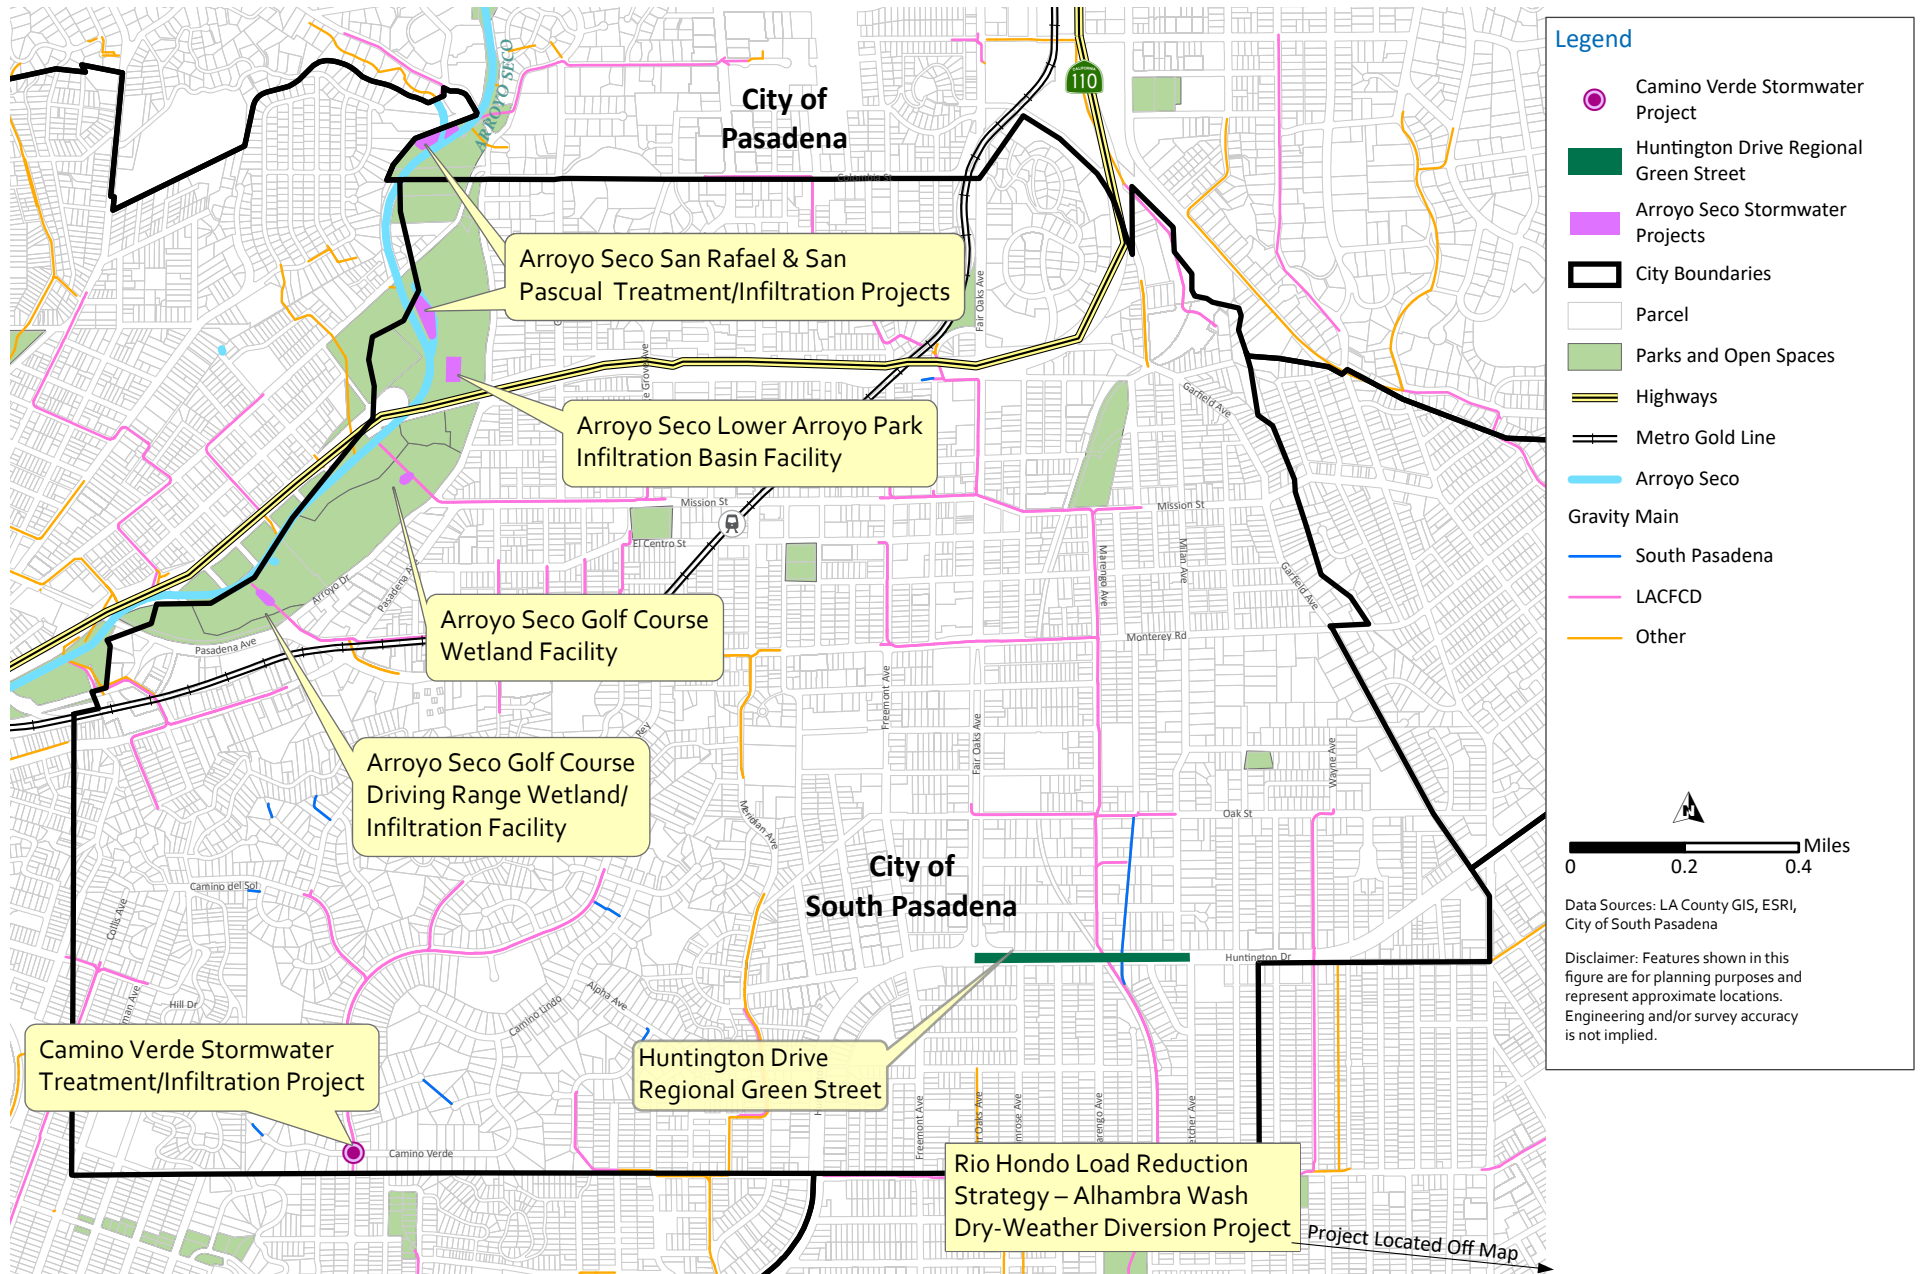 ARROYO SECO
City of
Pasadena
CALIFORNIA
110
Columbia St
Arroyo Seco San Rafael & San
Pascual Treatment/Infiltration Projects
Fair Oaks Ave
Arroyo Seco Lower Arroyo Park
Infiltration Basin Facility
Garfield Ave
Mission St
Mission St
El Centro St
Marengo Ave
Milan Ave
Garfield Ave
Arroyo Dr
Pasadena Ave
Arroyo Seco Golf Course
Wetland Facility
Monterey Rd
Pasadena Ave
Freemont Ave
Fair Oaks Ave
Rey
Wayne Ave
Arroyo Seco Golf Course
Driving Range Wetland/
Infiltration Facility
Meridian Ave
Oak St
City of
South Pasadena
Camino del Sol
Collis Ave
Huntington Dr
Hill Dr
Camino Lindo
Alpha Ave
Camino Verde Stormwater
Treatment/Infiltration Project
Huntington Drive
Regional Green Street
Freemont Ave
Camino Verde
Rio Hondo Load Reduction
Strategy – Alhambra Wash
Dry-Weather Diversion Project
Project Located Off Map
Legend
Camino Verde Stormwater
Project
Huntington Drive Regional
Green Street
Arroyo Seco Stormwater
Projects
City Boundaries
Parcel
Parks and Open Spaces
Highways
Metro Gold Line
Arroyo Seco
Gravity Main
South Pasadena
LACFCD
Other
N
Miles
0 0.2 0.4
Data Sources: LA County GIS, ESRI,
City of South Pasadena
Disclaimer: Features shown in this
figure are for planning purposes and
represent approximate locations.
Engineering and/or survey accuracy
is not implied.